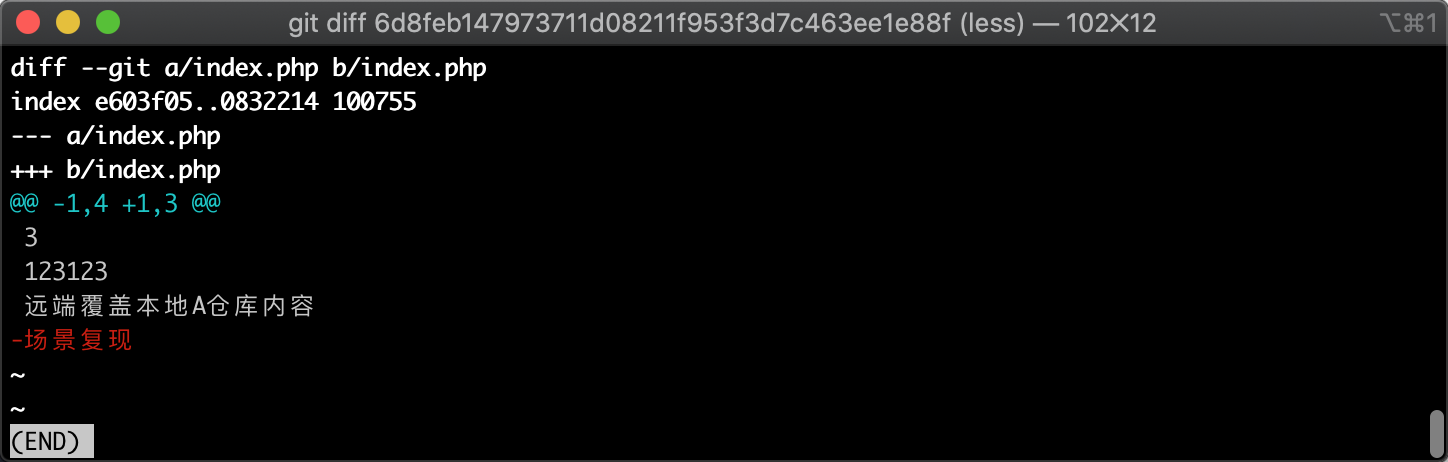 git diff 6d8feb147973711d08211f953f3d7c463ee1e88f (less) — 102×12 ⌥⌘1
diff --git a/index.php b/index.php
index e603f05..0832214 100755
--- a/index.php
+++ b/index.php
@@ -1,4 +1,3 @@
 3
 123123
 远端覆盖本地A仓库内容
-场景复现
~
~
(END)